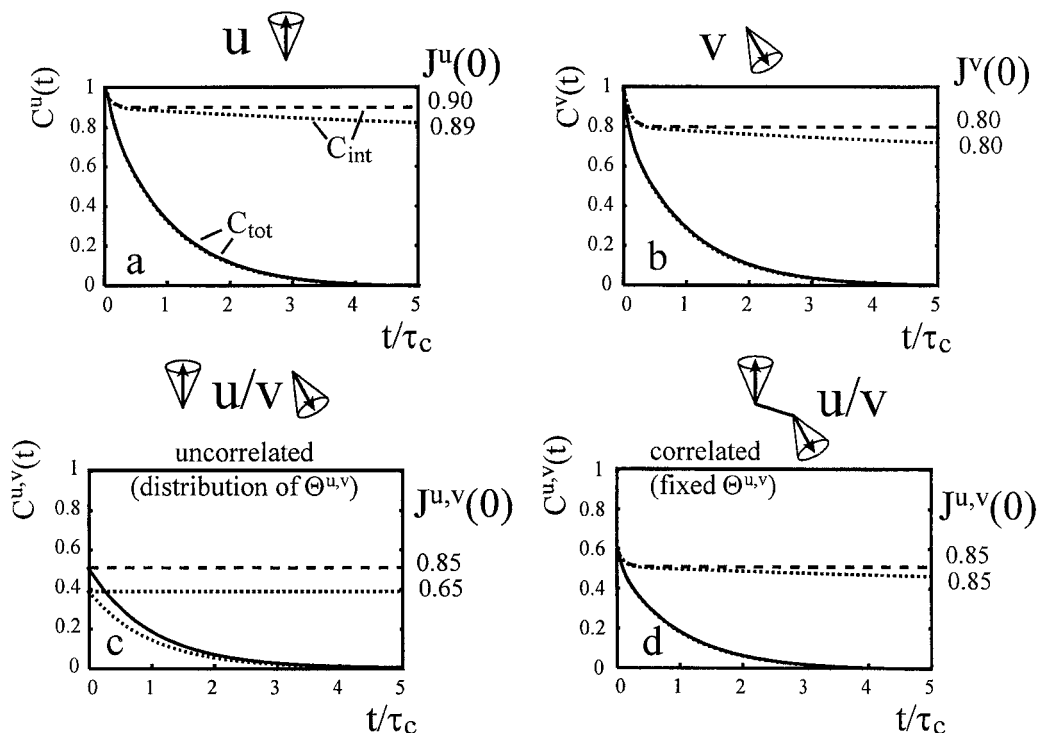 u
C^u(t)
J^u(0)
1
0.8
0.6
0.4
0.2
0
0.90
0.89
C_int
C_tot
a
0 1 2 3 4 5
t/τ_c
v
C^v(t)
J^v(0)
1
0.8
0.6
0.4
0.2
0
0.80
0.80
b
0 1 2 3 4 5
t/τ_c
u/v
uncorrelated
(distribution of Θ^u,v)
C^u,v(t)
J^u,v(0)
1
0.8
0.6
0.4
0.2
0
0.85
0.65
c
0 1 2 3 4 5
t/τ_c
u/v
correlated
(fixed Θ^u,v)
C^u,v(t)
J^u,v(0)
1
0.8
0.6
0.4
0.2
0
0.85
0.85
d
0 1 2 3 4 5
t/τ_c